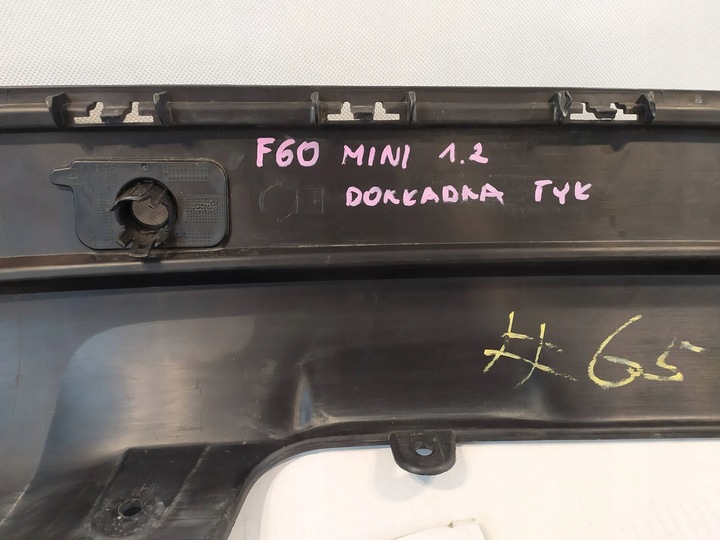 F60 MINI 1.2
DOKŁADKA TYŁ
# 65